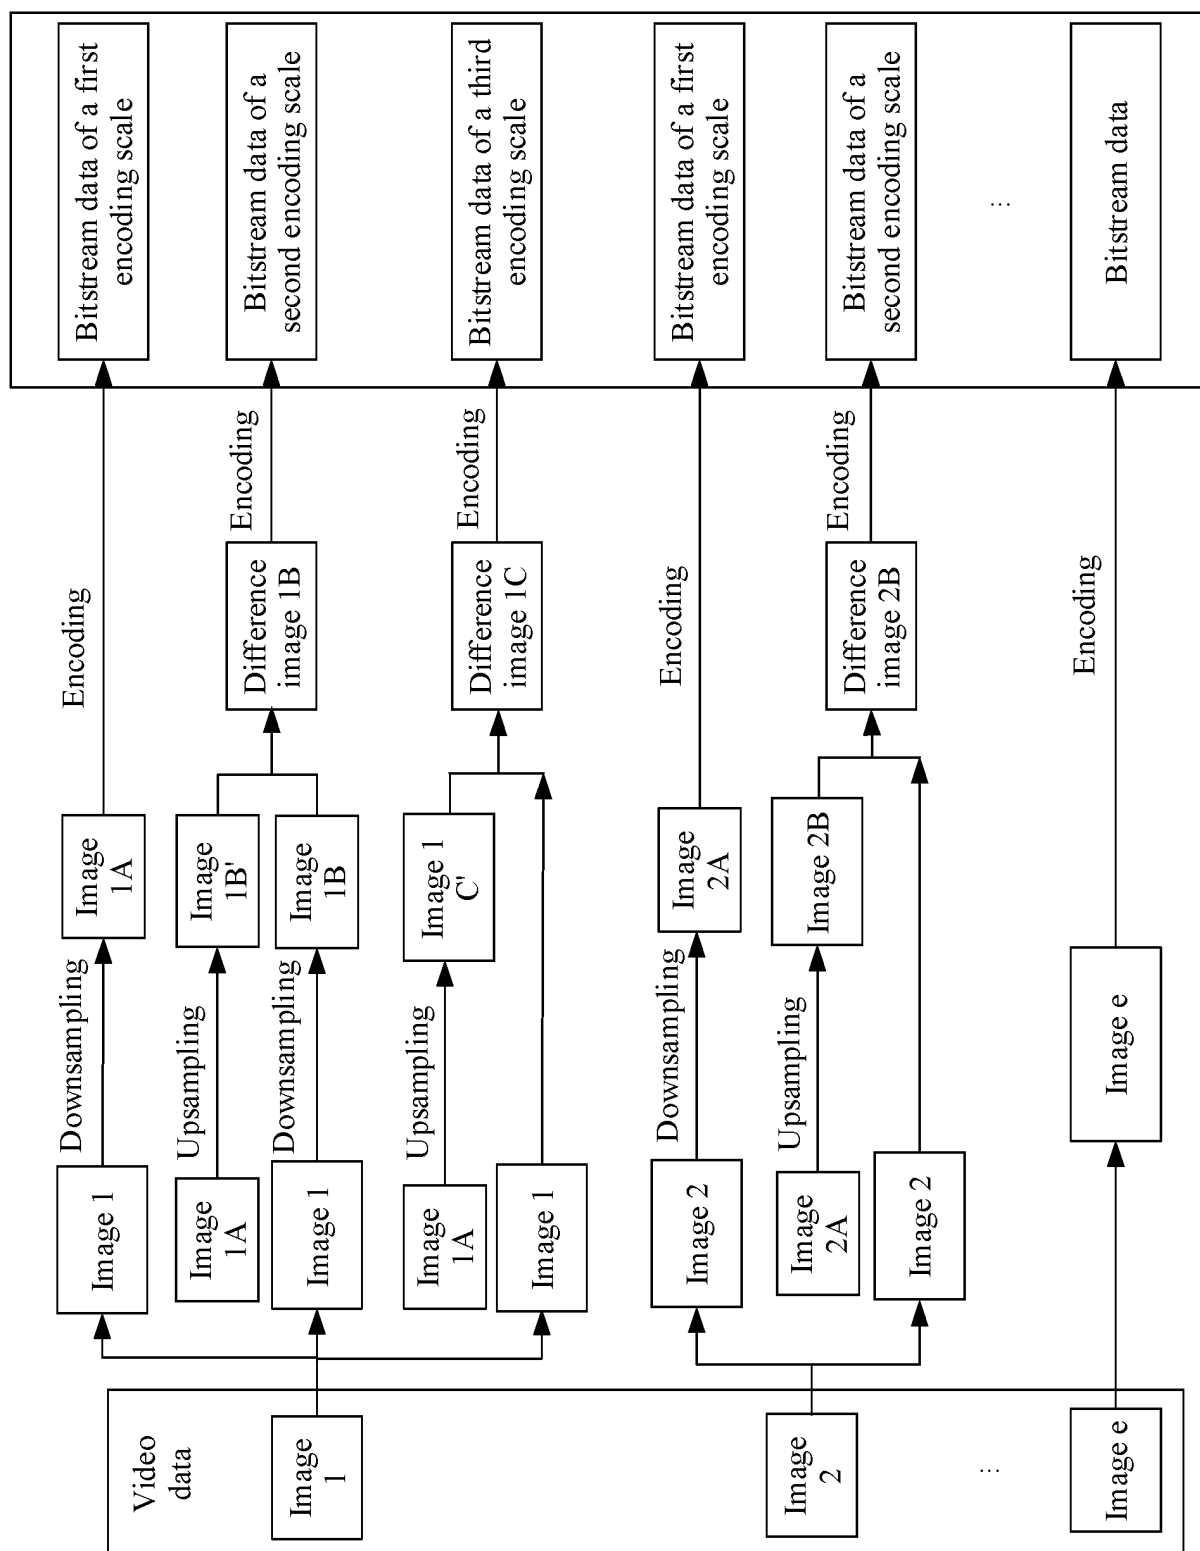 Video
data
Image 1
Downsampling
Image
1A
Encoding
Bitstream data of a first
encoding scale
Image
1A
Upsampling
Image
1B'
Image
1
Image 1
Downsampling
Image
1B
Difference
image 1B
Encoding
Bitstream data of a
second encoding scale
Image
1A
Upsampling
Image 1
C'
Image 1
Difference
image 1C
Encoding
Bitstream data of a third
encoding scale
Image 2
Downsampling
Image
2A
Encoding
Bitstream data of a first
encoding scale
Image
2
Image
2A
Upsampling
Image 2B
Image 2
Difference
image 2B
Encoding
Bitstream data of a
second encoding scale
...
...
Image e
Image e
Encoding
Bitstream data